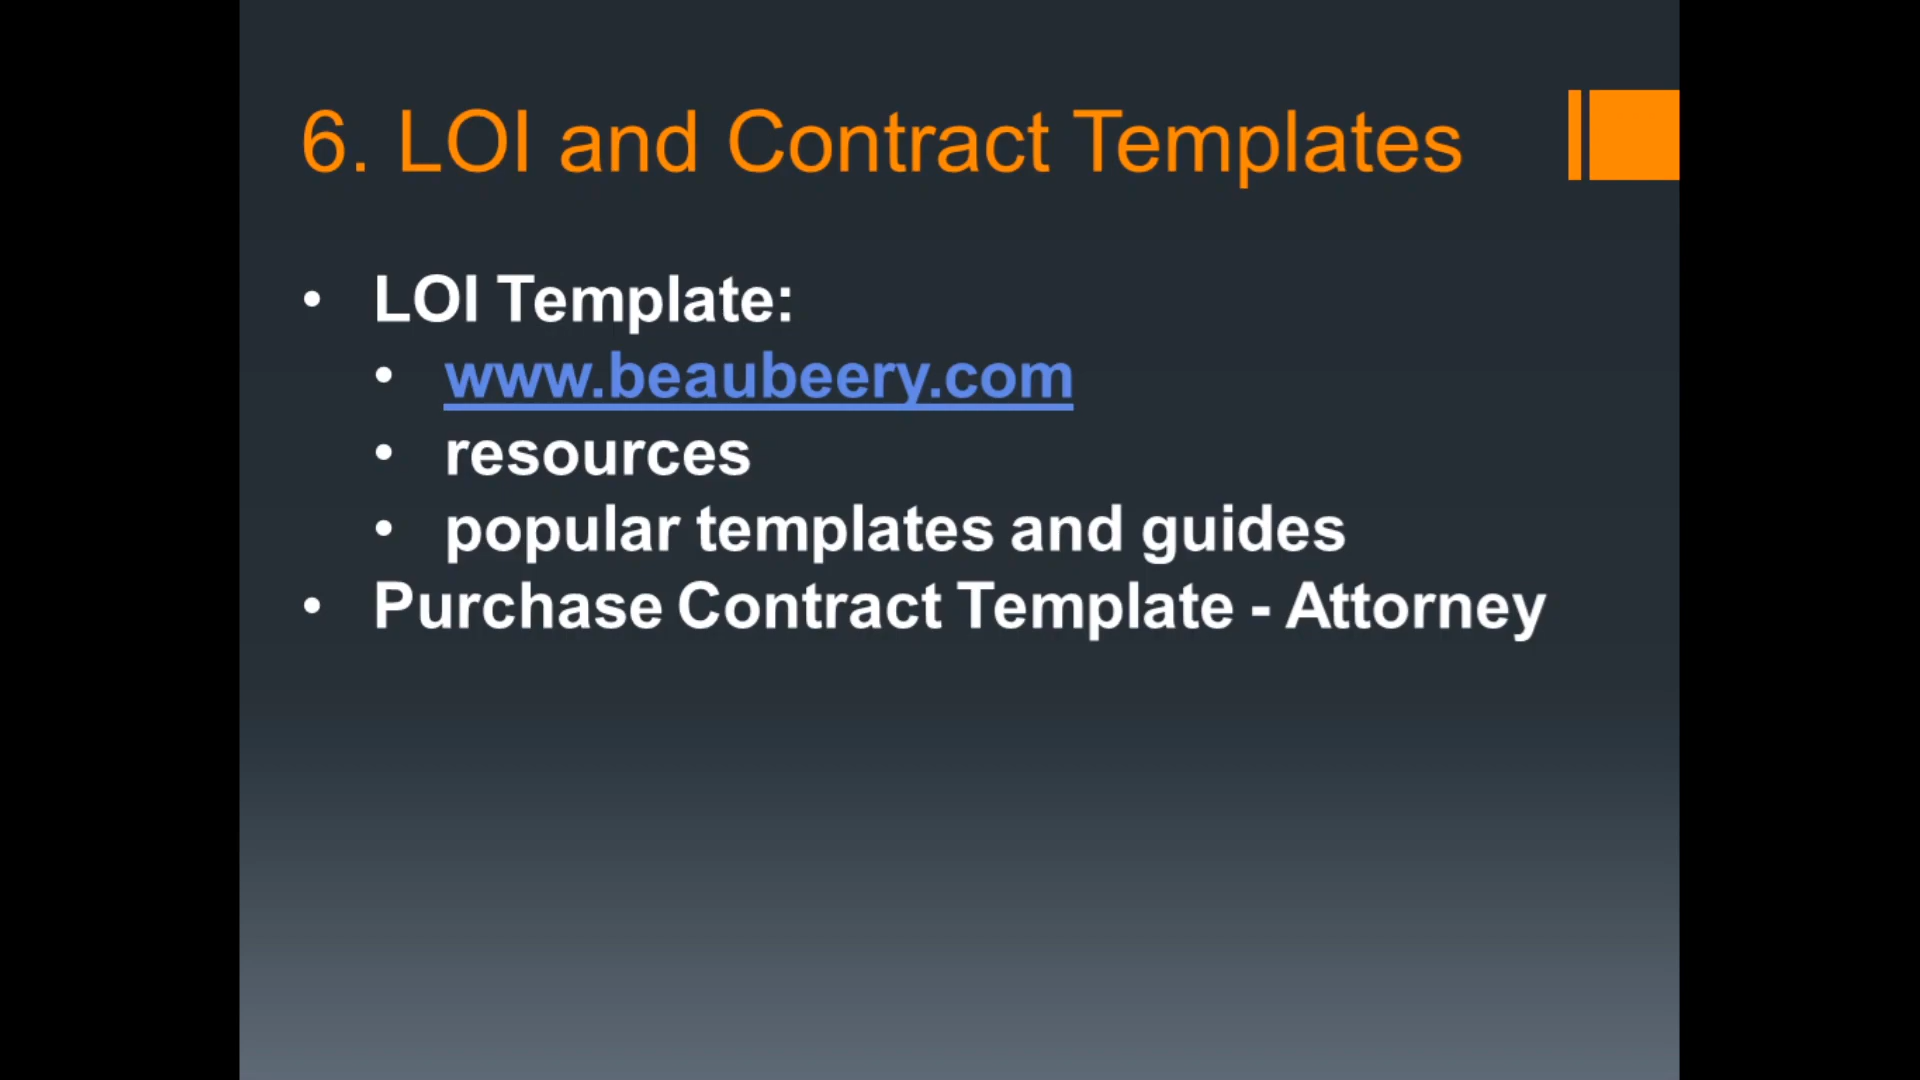 6. LOI and Contract Templates
• LOI Template:
• www.beaubeery.com
• resources
• popular templates and guides
• Purchase Contract Template - Attorney